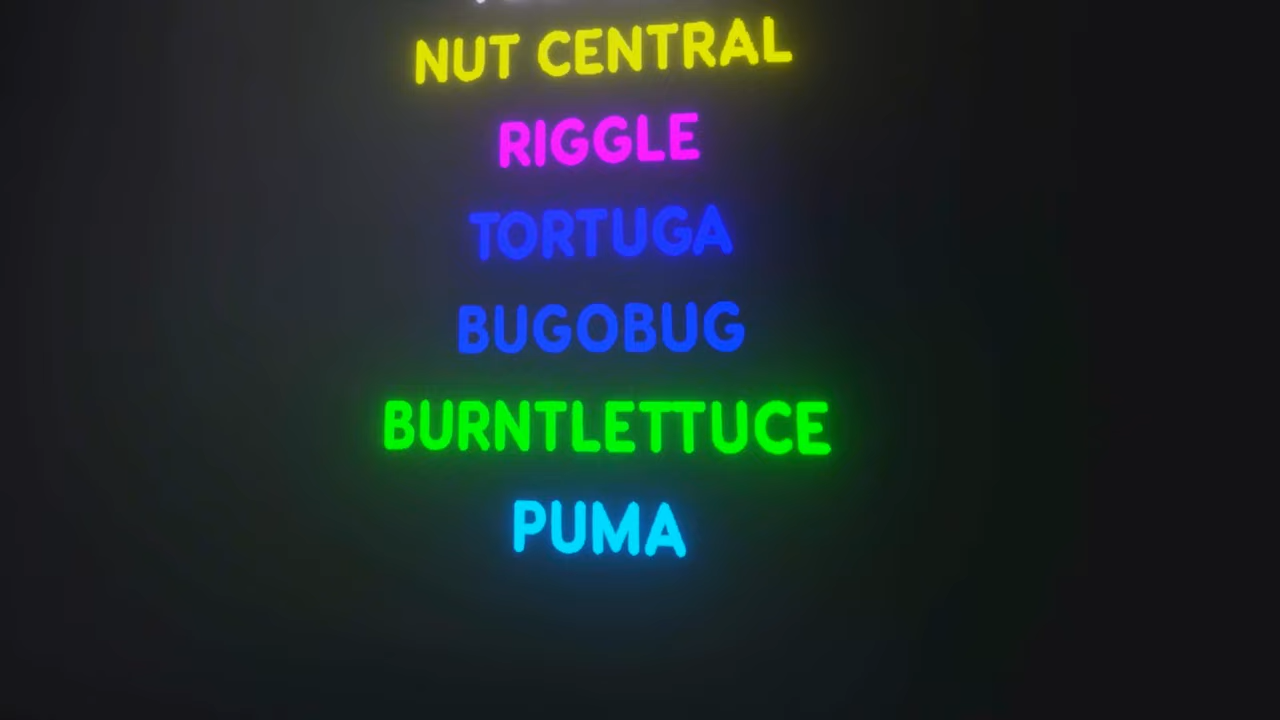 NUT CENTRAL
RIGGLE
TORTUGA
BUGOBUG
BURNTLETTUCE
PUMA